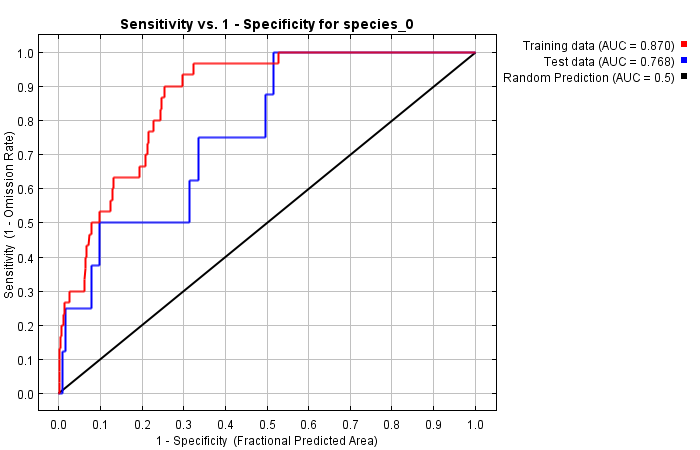 Sensitivity vs. 1 - Specificity for species_0
Training data (AUC = 0.870)
Test data (AUC = 0.768)
Random Prediction (AUC = 0.5)
Sensitivity (1 - Omission Rate)
1.0
0.9
0.8
0.7
0.6
0.5
0.4
0.3
0.2
0.1
0.0
0.0 0.1 0.2 0.3 0.4 0.5 0.6 0.7 0.8 0.9 1.0
1 - Specificity (Fractional Predicted Area)